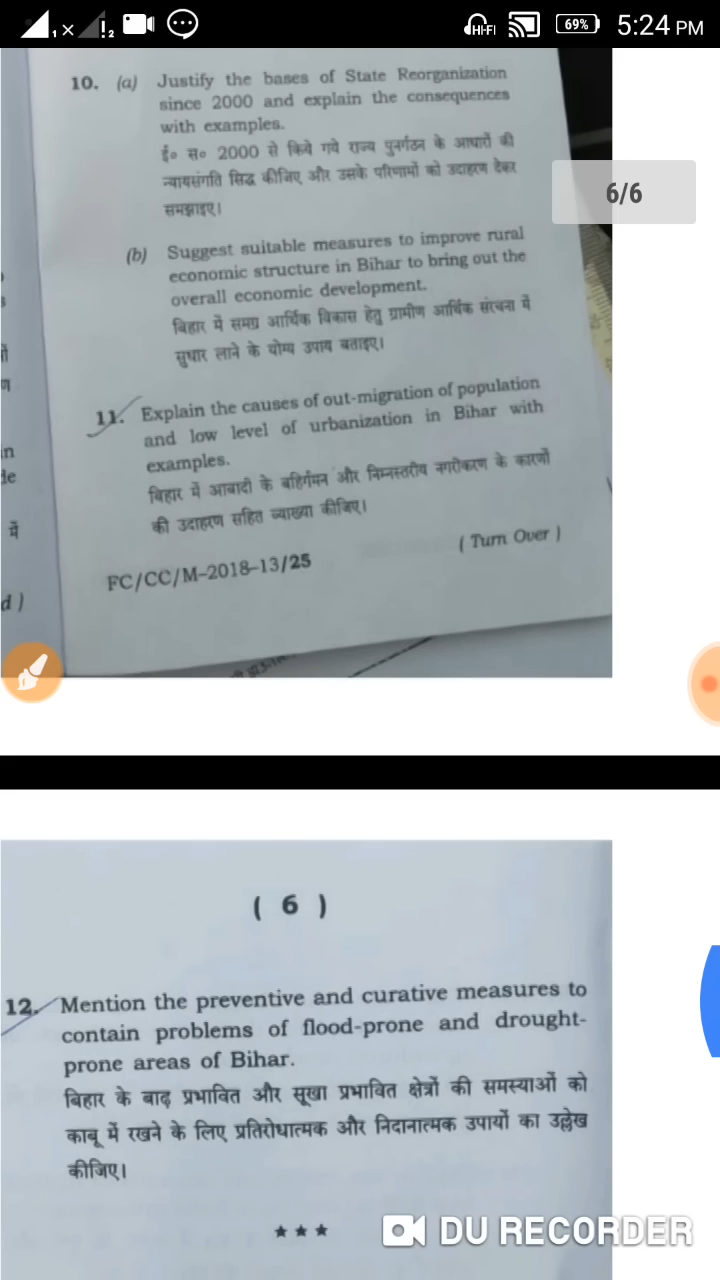 1 × ! 2 HI-FI 69% 5:24 PM
10. (a) Justify the bases of State Reorganization
since 2000 and explain the consequences
with examples.
ई० स० 2000 से किये गये राज्य पुनर्गठन के आधारों की
न्यायसंगति सिद्ध कीजिए और उसके परिणामों को उदाहरण देकर
समझाइए।
6/6
(b) Suggest suitable measures to improve rural
economic structure in Bihar to bring out the
overall economic development.
बिहार में समग्र आर्थिक विकास हेतु ग्रामीण आर्थिक संरचना में
सुधार लाने के योग्य उपाय बताइए।
11. Explain the causes of out-migration of population
and low level of urbanization in Bihar with
examples.
बिहार में आबादी के बहिर्गमन और निम्नस्तरीय नगरीकरण के कारणों
की उदाहरण सहित व्याख्या कीजिए।
FC/CC/M–2018–13/25
( Turn Over )
में
d )
( 6 )
12. Mention the preventive and curative measures to
contain problems of flood-prone and drought-
prone areas of Bihar.
बिहार के बाढ़ प्रभावित और सूखा प्रभावित क्षेत्रों की समस्याओं को
काबू में रखने के लिए प्रतिरोधात्मक और निदानात्मक उपायों का उल्लेख
कीजिए।
★ ★ ★
DU RECORDER